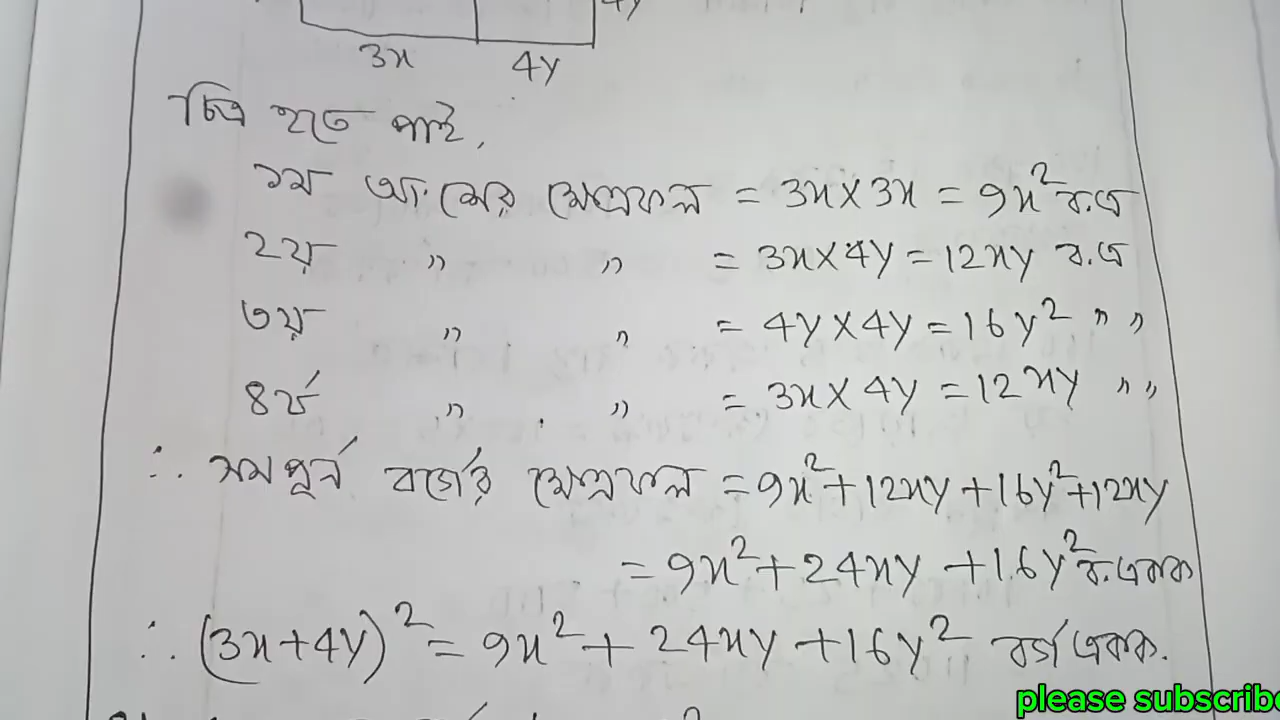 4y
3x 4y
চিত্র হতে পাই,
১ম অংশের ক্ষেত্রফল = 3x × 3x = 9x² ব.এ
২য় " " = 3x × 4y = 12xy ব.এ
৩য় " " = 4y × 4y = 16y² " "
৪র্থ " " = 3x × 4y = 12xy " "
∴ সমপূর্ন বর্গের ক্ষেত্রফল = 9x² + 12xy + 16y² + 12xy
= 9x² + 24xy + 16y² ব.একক
∴ (3x + 4y)² = 9x² + 24xy + 16y² বর্গ একক.
please subscribe